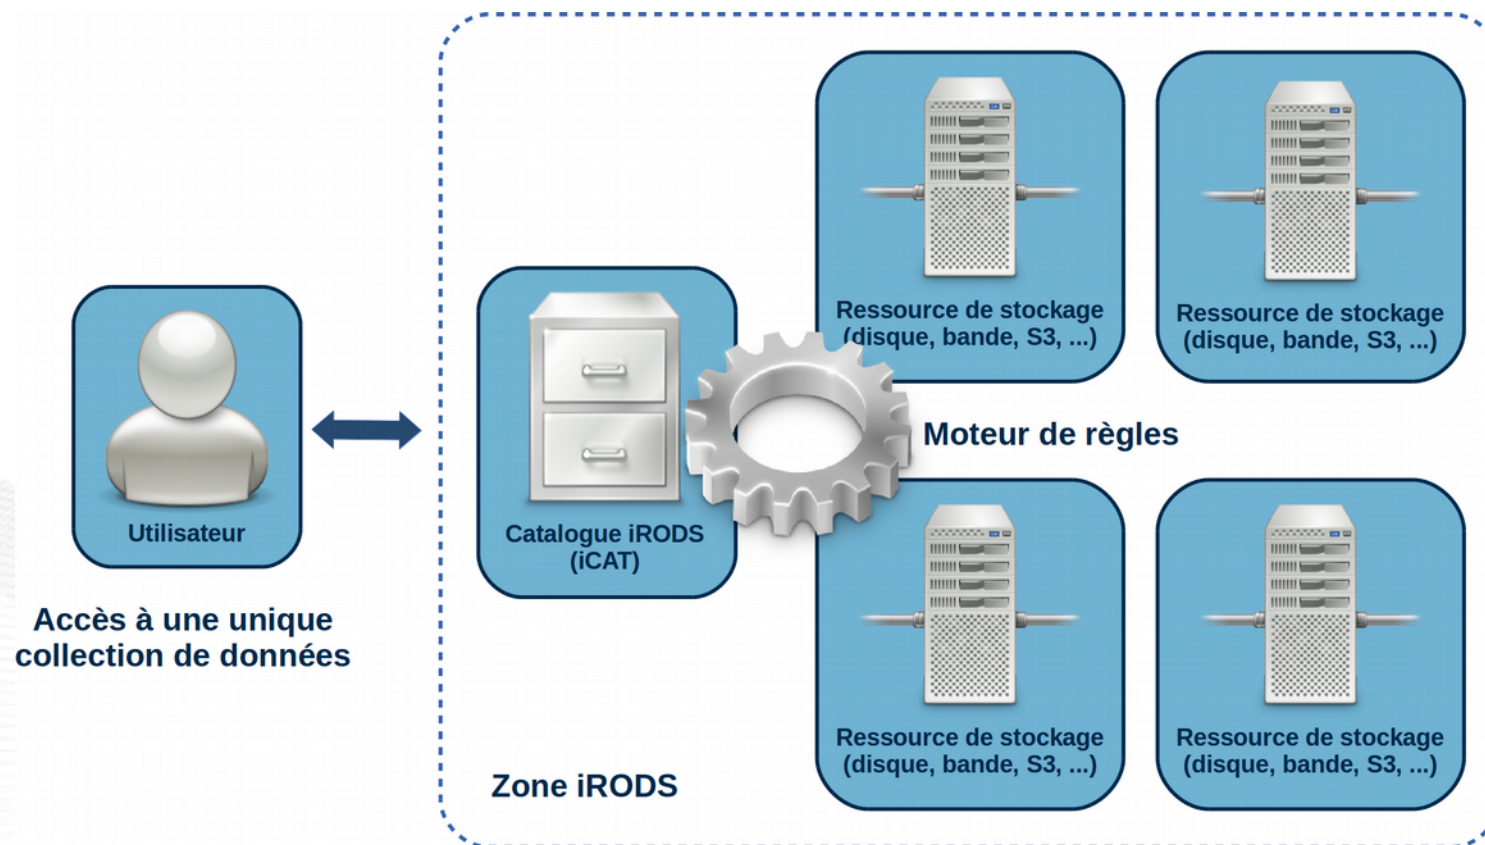 Ressource de stockage
(disque, bande, S3, ...)
Ressource de stockage
(disque, bande, S3, ...)
Utilisateur
Accès à une unique
collection de données
Catalogue iRODS
(iCAT)
Moteur de règles
Ressource de stockage
(disque, bande, S3, ...)
Ressource de stockage
(disque, bande, S3, ...)
Zone iRODS